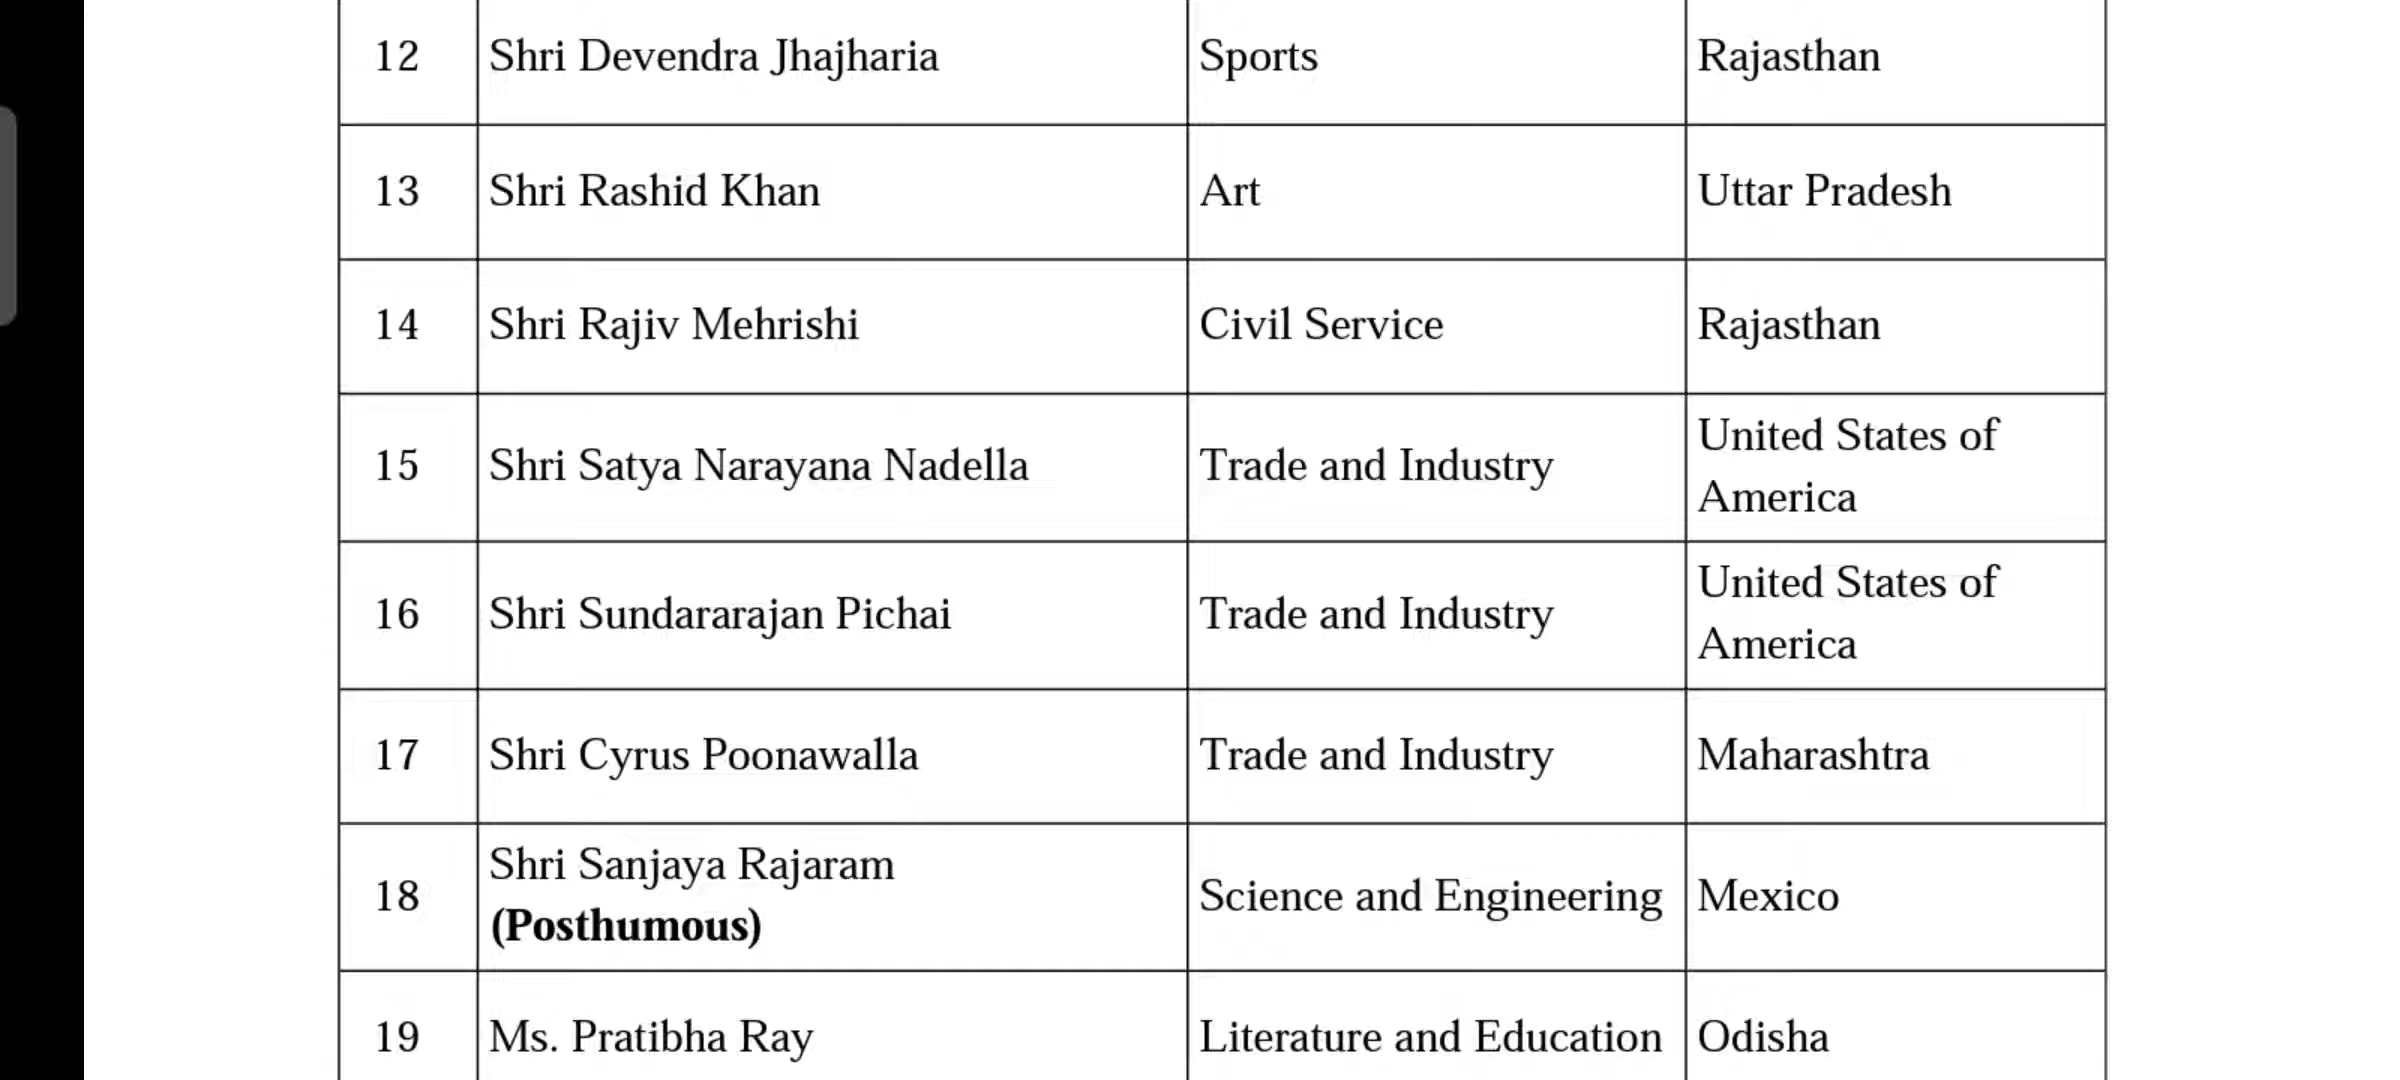 12 Shri Devendra Jhajharia Sports Rajasthan
13 Shri Rashid Khan Art Uttar Pradesh
14 Shri Rajiv Mehrishi Civil Service Rajasthan
15 Shri Satya Narayana Nadella Trade and Industry United States of
America
16 Shri Sundararajan Pichai Trade and Industry United States of
America
17 Shri Cyrus Poonawalla Trade and Industry Maharashtra
18 Shri Sanjaya Rajaram
(Posthumous) Science and Engineering Mexico
19 Ms. Pratibha Ray Literature and Education Odisha